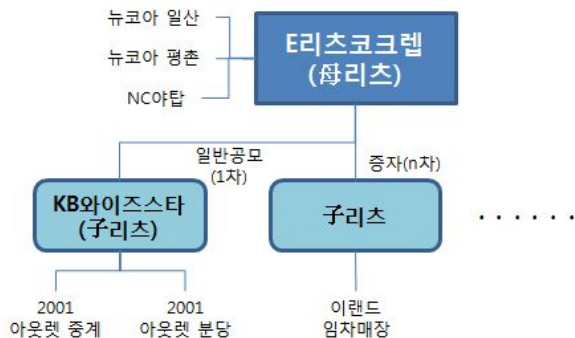 뉴코아 일산
뉴코아 평촌
NC야탑
E리츠코크렙
(母리츠)
일반공모
(1차)
증자(n차)
KB와이즈스타
(子리츠)
子리츠
· · · · · ·
2001
아웃렛 중계
2001
아웃렛 분당
이랜드
임차매장